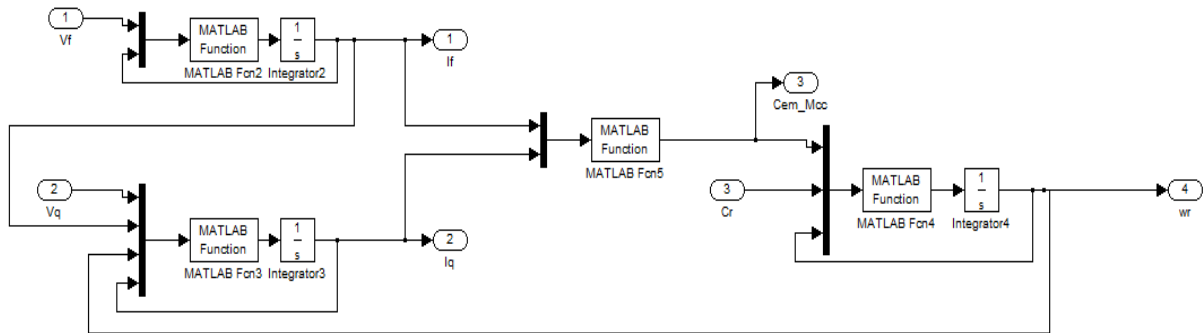 1
Vf
MATLAB
Function
MATLAB Fcn2
1
s
Integrator2
1
If
3
Cem_Mcc
MATLAB
Function
MATLAB Fcn5
2
Vq
MATLAB
Function
MATLAB Fcn3
1
s
Integrator3
2
Iq
3
Cr
MATLAB
Function
MATLAB Fcn4
1
s
Integrator4
4
wr